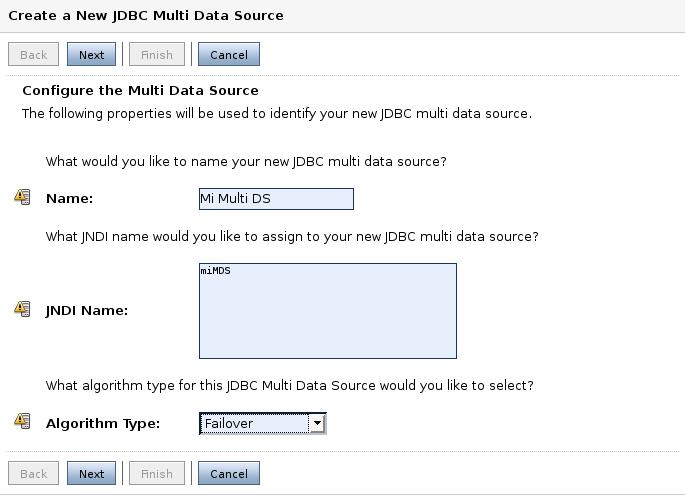 Create a New JDBC Multi Data Source
Back Next Finish Cancel
Configure the Multi Data Source
The following properties will be used to identify your new JDBC multi data source.
What would you like to name your new JDBC multi data source?
Name: Mi Multi DS
What JNDI name would you like to assign to your new JDBC multi data source?
miMDS
JNDI Name:
What algorithm type for this JDBC Multi Data Source would you like to select?
Algorithm Type: Failover
Back Next Finish Cancel